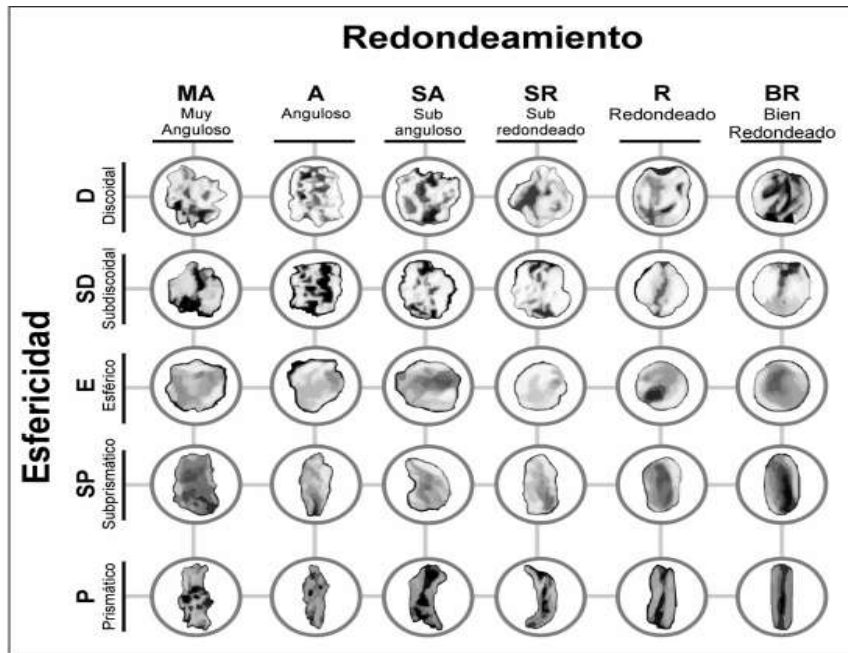 Redondeamiento
MA
Muy
Anguloso
A
Anguloso
SA
Sub
anguloso
SR
Sub
redondeado
R
Redondeado
BR
Bien
Redondeado
Esfericidad
D
Discoidal
SD
Subdiscoidal
E
Esférico
SP
Subprismático
P
Prismático